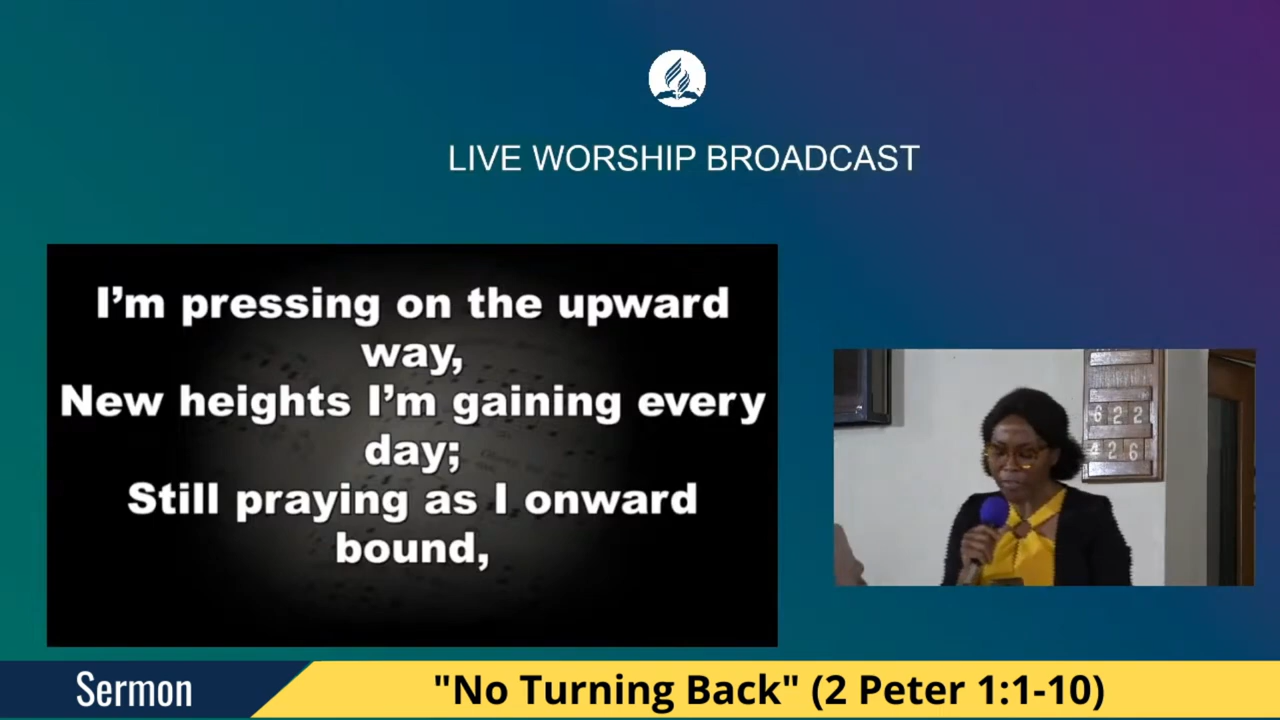 LIVE WORSHIP BROADCAST
I’m pressing on the upward
way,
New heights I’m gaining every
day;
Still praying as I onward
bound,
622
426
Sermon
"No Turning Back" (2 Peter 1:1-10)